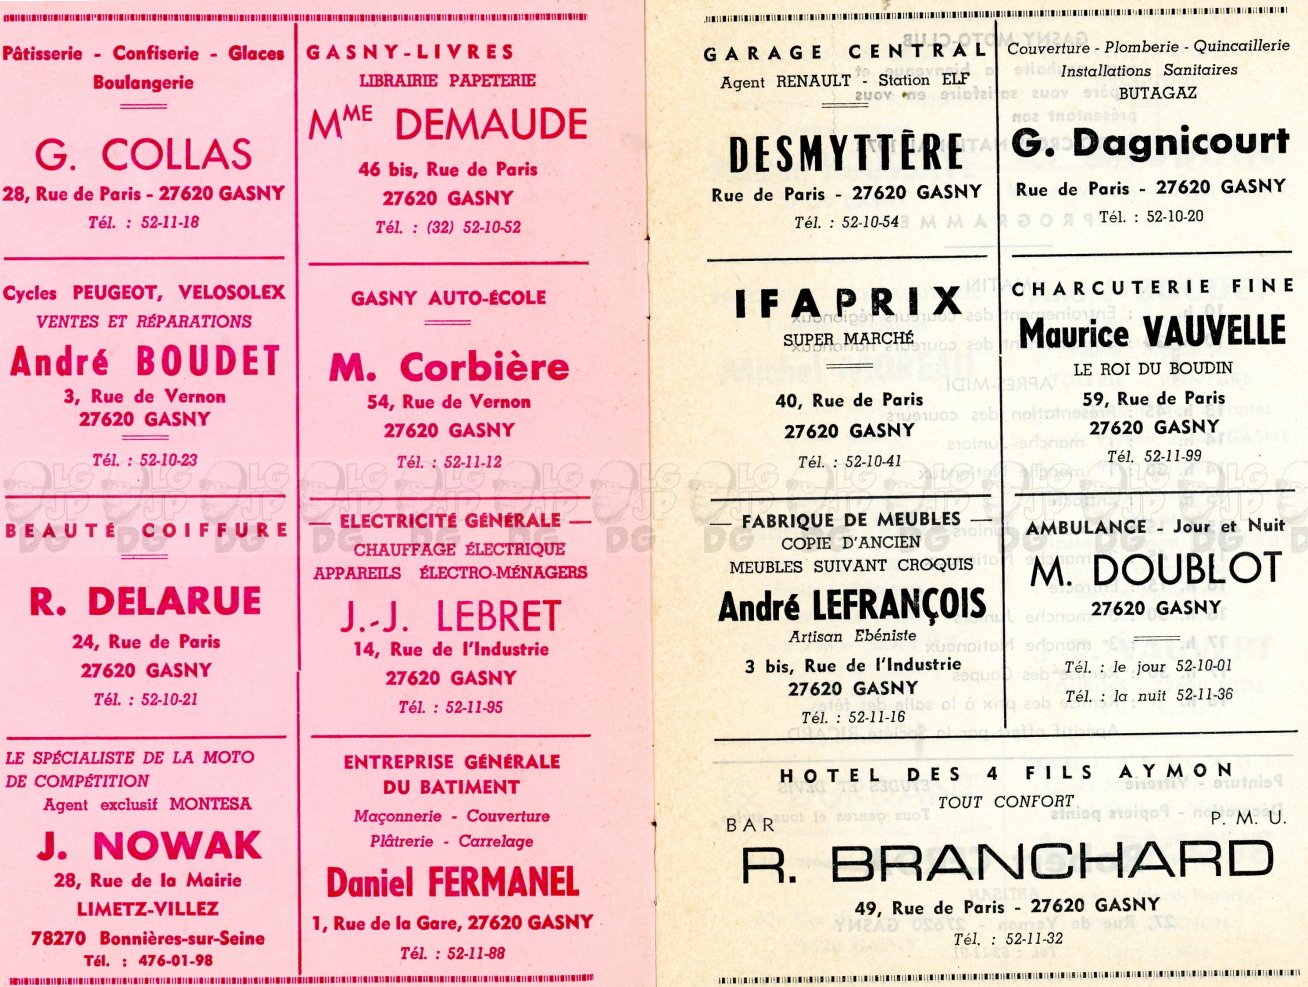 Pâtisserie - Confiserie - Glaces
Boulangerie
G. COLLAS
28, Rue de Paris - 27620 GASNY
Tél. : 52-11-18
GASNY-LIVRES
LIBRAIRIE PAPETERIE
MME DEMAUDE
46 bis, Rue de Paris
27620 GASNY
Tél. : (32) 52-10-52
Cycles PEUGEOT, VELOSOLEX
VENTES ET RÉPARATIONS
André BOUDET
3, Rue de Vernon
27620 GASNY
Tél. : 52-10-23
GASNY AUTO-ÉCOLE
M. Corbière
54, Rue de Vernon
27620 GASNY
Tél. : 52-11-12
BEAUTÉ COIFFURE
R. DELARUE
24, Rue de Paris
27620 GASNY
Tél. : 52-10-21
— ELECTRICITÉ GÉNÉRALE —
CHAUFFAGE ÉLECTRIQUE
APPAREILS ÉLECTRO-MÉNAGERS
J.-J. LEBRET
14, Rue de l'Industrie
27620 GASNY
Tél. : 52-11-95
LE SPÉCIALISTE DE LA MOTO
DE COMPÉTITION
Agent exclusif MONTESA
J. NOWAK
28, Rue de la Mairie
LIMETZ-VILLEZ
78270 Bonnières-sur-Seine
Tél. : 476-01-98
ENTREPRISE GÉNÉRALE
DU BATIMENT
Maçonnerie - Couverture
Plâtrerie - Carrelage
Daniel FERMANEL
1, Rue de la Gare, 27620 GASNY
Tél. : 52-11-88
GARAGE CENTRAL
Agent RENAULT - Station ELF
DESMYTTÈRE
Rue de Paris - 27620 GASNY
Tél. : 52-10-54
Couverture - Plomberie - Quincaillerie
Installations Sanitaires
BUTAGAZ
G. Dagnicourt
Rue de Paris - 27620 GASNY
Tél. : 52-10-20
IFAPRIX
SUPER MARCHÉ
40, Rue de Paris
27620 GASNY
Tél. : 52-10-41
CHARCUTERIE FINE
Maurice VAUVELLE
LE ROI DU BOUDIN
59, Rue de Paris
27620 GASNY
Tél. 52-11-99
— FABRIQUE DE MEUBLES —
COPIE D'ANCIEN
MEUBLES SUIVANT CROQUIS
André LEFRANÇOIS
Artisan Ebéniste
3 bis, Rue de l'Industrie
27620 GASNY
Tél. : 52-11-16
AMBULANCE - Jour et Nuit
M. DOUBLOT
27620 GASNY
Tél. : le jour 52-10-01
Tél. : la nuit 52-11-36
HOTEL DES 4 FILS AYMON
TOUT CONFORT
BAR
P. M. U.
R. BRANCHARD
49, Rue de Paris - 27620 GASNY
Tél. : 52-11-32